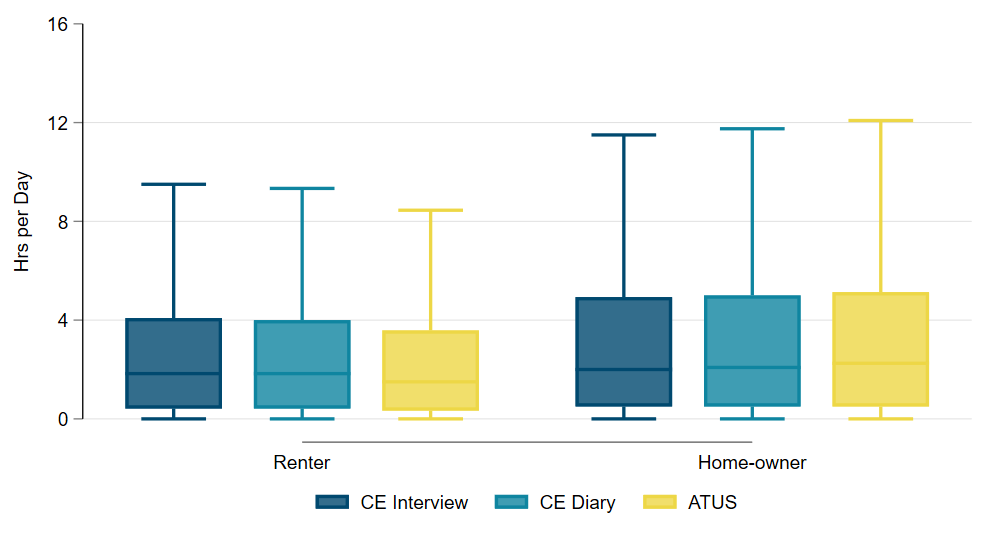 16
12
8
4
0
Hrs per Day
Renter
Home-owner
CE Interview
CE Diary
ATUS